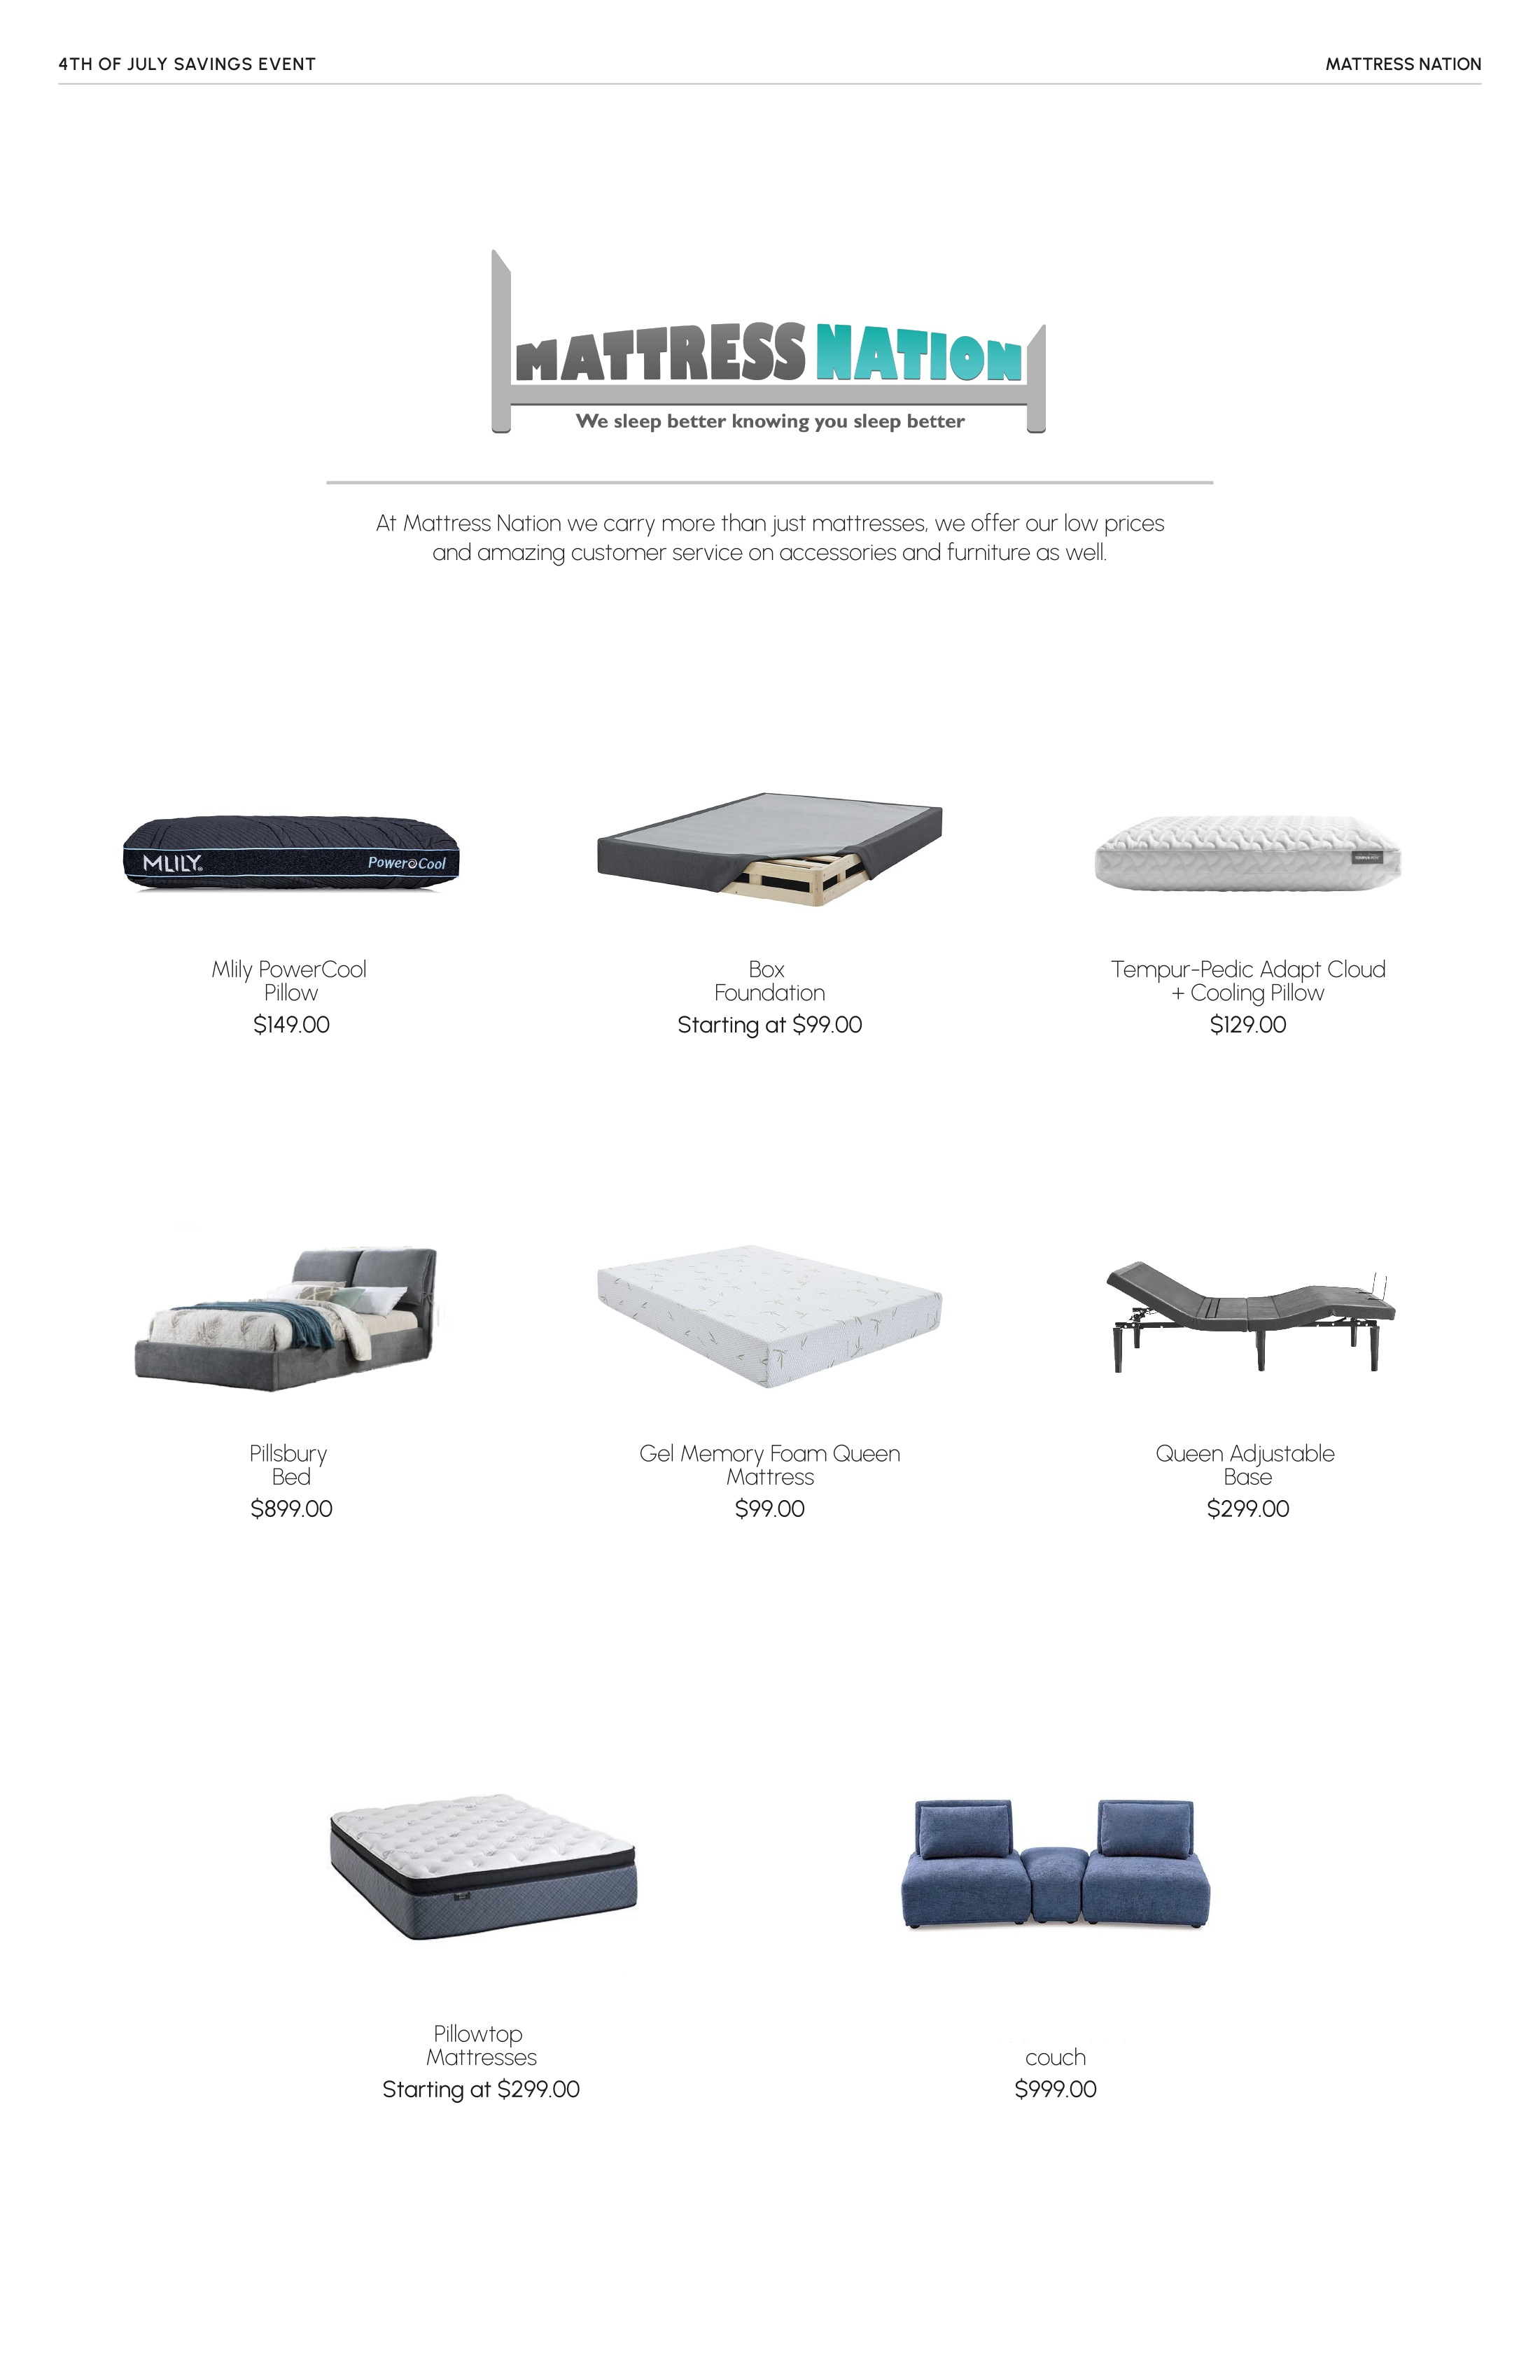 4TH OF JULY SAVINGS EVENT
MATTRESS NATION
MATTRESS NATION
We sleep better knowing you sleep better
At Mattress Nation we carry more than just mattresses, we offer our low prices
and amazing customer service on accessories and furniture as well.
MLILY
PowerCool
TEMPUR-PEDIC
Mlily PowerCool
Pillow
$149.00
Box
Foundation
Starting at $99.00
Tempur-Pedic Adapt Cloud
+ Cooling Pillow
$129.00
Pillsbury
Bed
$899.00
Gel Memory Foam Queen
Mattress
$99.00
Queen Adjustable
Base
$299.00
Pillowtop
Mattresses
Starting at $299.00
couch
$999.00